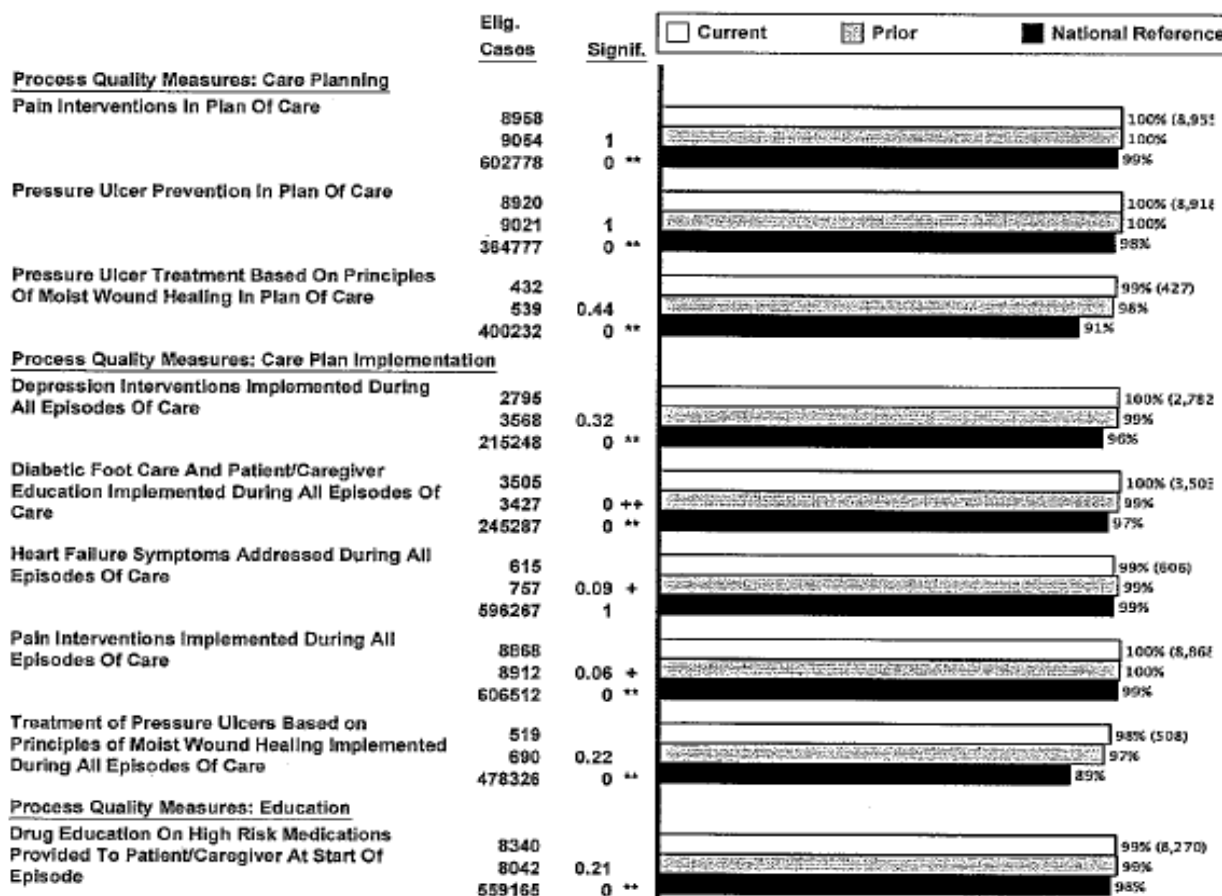 Elig.
Cases Signif. Current Prior National Reference
Process Quality Measures: Care Planning
Pain Interventions In Plan Of Care
8958 100% (8,955
9054 1 100%
602778 0 ** 99%
Pressure Ulcer Prevention In Plan Of Care
8920 100% (8,918
9021 1 100%
364777 0 ** 98%
Pressure Ulcer Treatment Based On Principles
Of Moist Wound Healing In Plan Of Care
432 99% (427)
539 0.44 98%
400232 0 ** 91%
Process Quality Measures: Care Plan Implementation
Depression Interventions Implemented During
All Episodes Of Care
2795 100% (2,782
3568 0.32 99%
215248 0 ** 96%
Diabetic Foot Care And Patient/Caregiver
Education Implemented During All Episodes Of
Care
3505 100% (3,503
3427 0 ++ 99%
245287 0 ** 97%
Heart Failure Symptoms Addressed During All
Episodes Of Care
615 99% (606)
757 0.09 + 99%
596267 1 99%
Pain Interventions Implemented During All
Episodes Of Care
8868 100% (8,868
8912 0.06 + 100%
606512 0 ** 99%
Treatment of Pressure Ulcers Based on
Principles of Moist Wound Healing Implemented
During All Episodes Of Care
519 98% (508)
690 0.22 97%
478326 0 ** 89%
Process Quality Measures: Education
Drug Education On High Risk Medications
Provided To Patient/Caregiver At Start Of
Episode
8340 99% (8,270)
8042 0.21 99%
559165 0 ** 98%